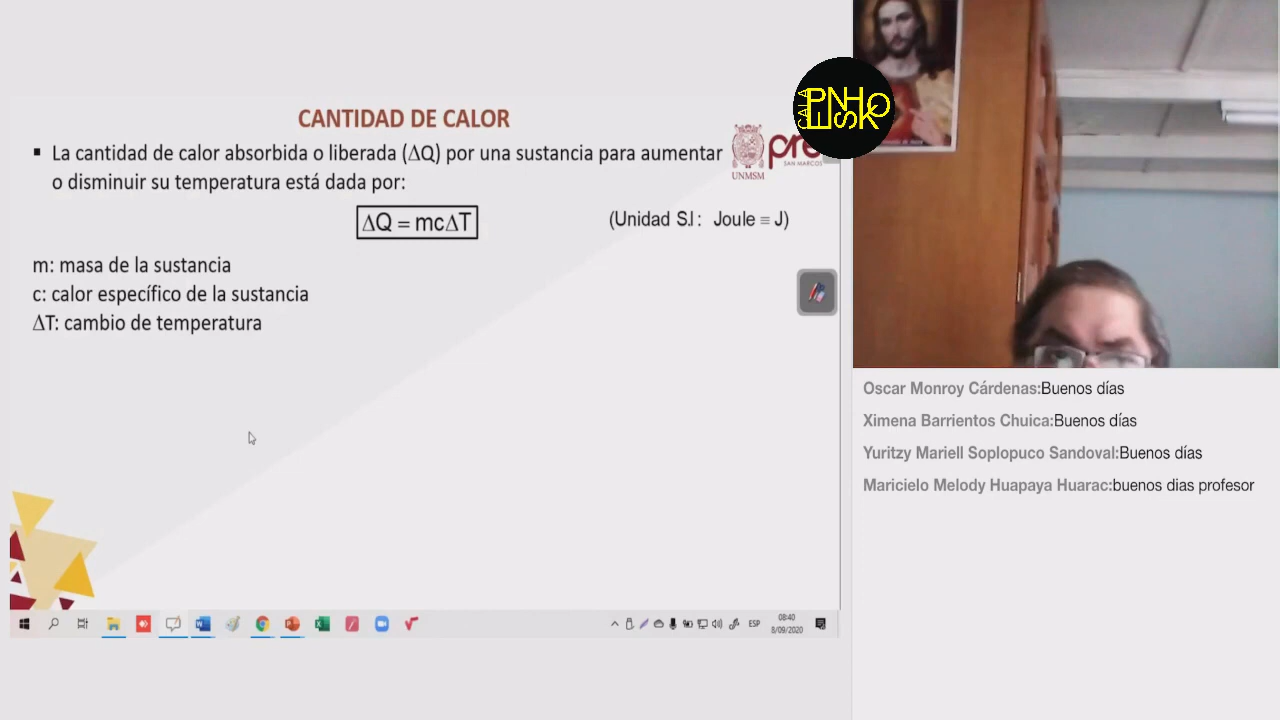 CANTIDAD DE CALOR
▪ La cantidad de calor absorbida o liberada (ΔQ) por una sustancia para aumentar
o disminuir su temperatura está dada por:
ΔQ = mcΔT
(Unidad S.I : Joule ≡ J)
m: masa de la sustancia
c: calor específico de la sustancia
ΔT: cambio de temperatura
UNMSM
pre
SAN MARCOS
Oscar Monroy Cárdenas:Buenos días
Ximena Barrientos Chuica:Buenos días
Yuritzy Mariell Soplopuco Sandoval:Buenos días
Maricielo Melody Huapaya Huarac:buenos dias profesor
ESP
08:40
8/09/2020